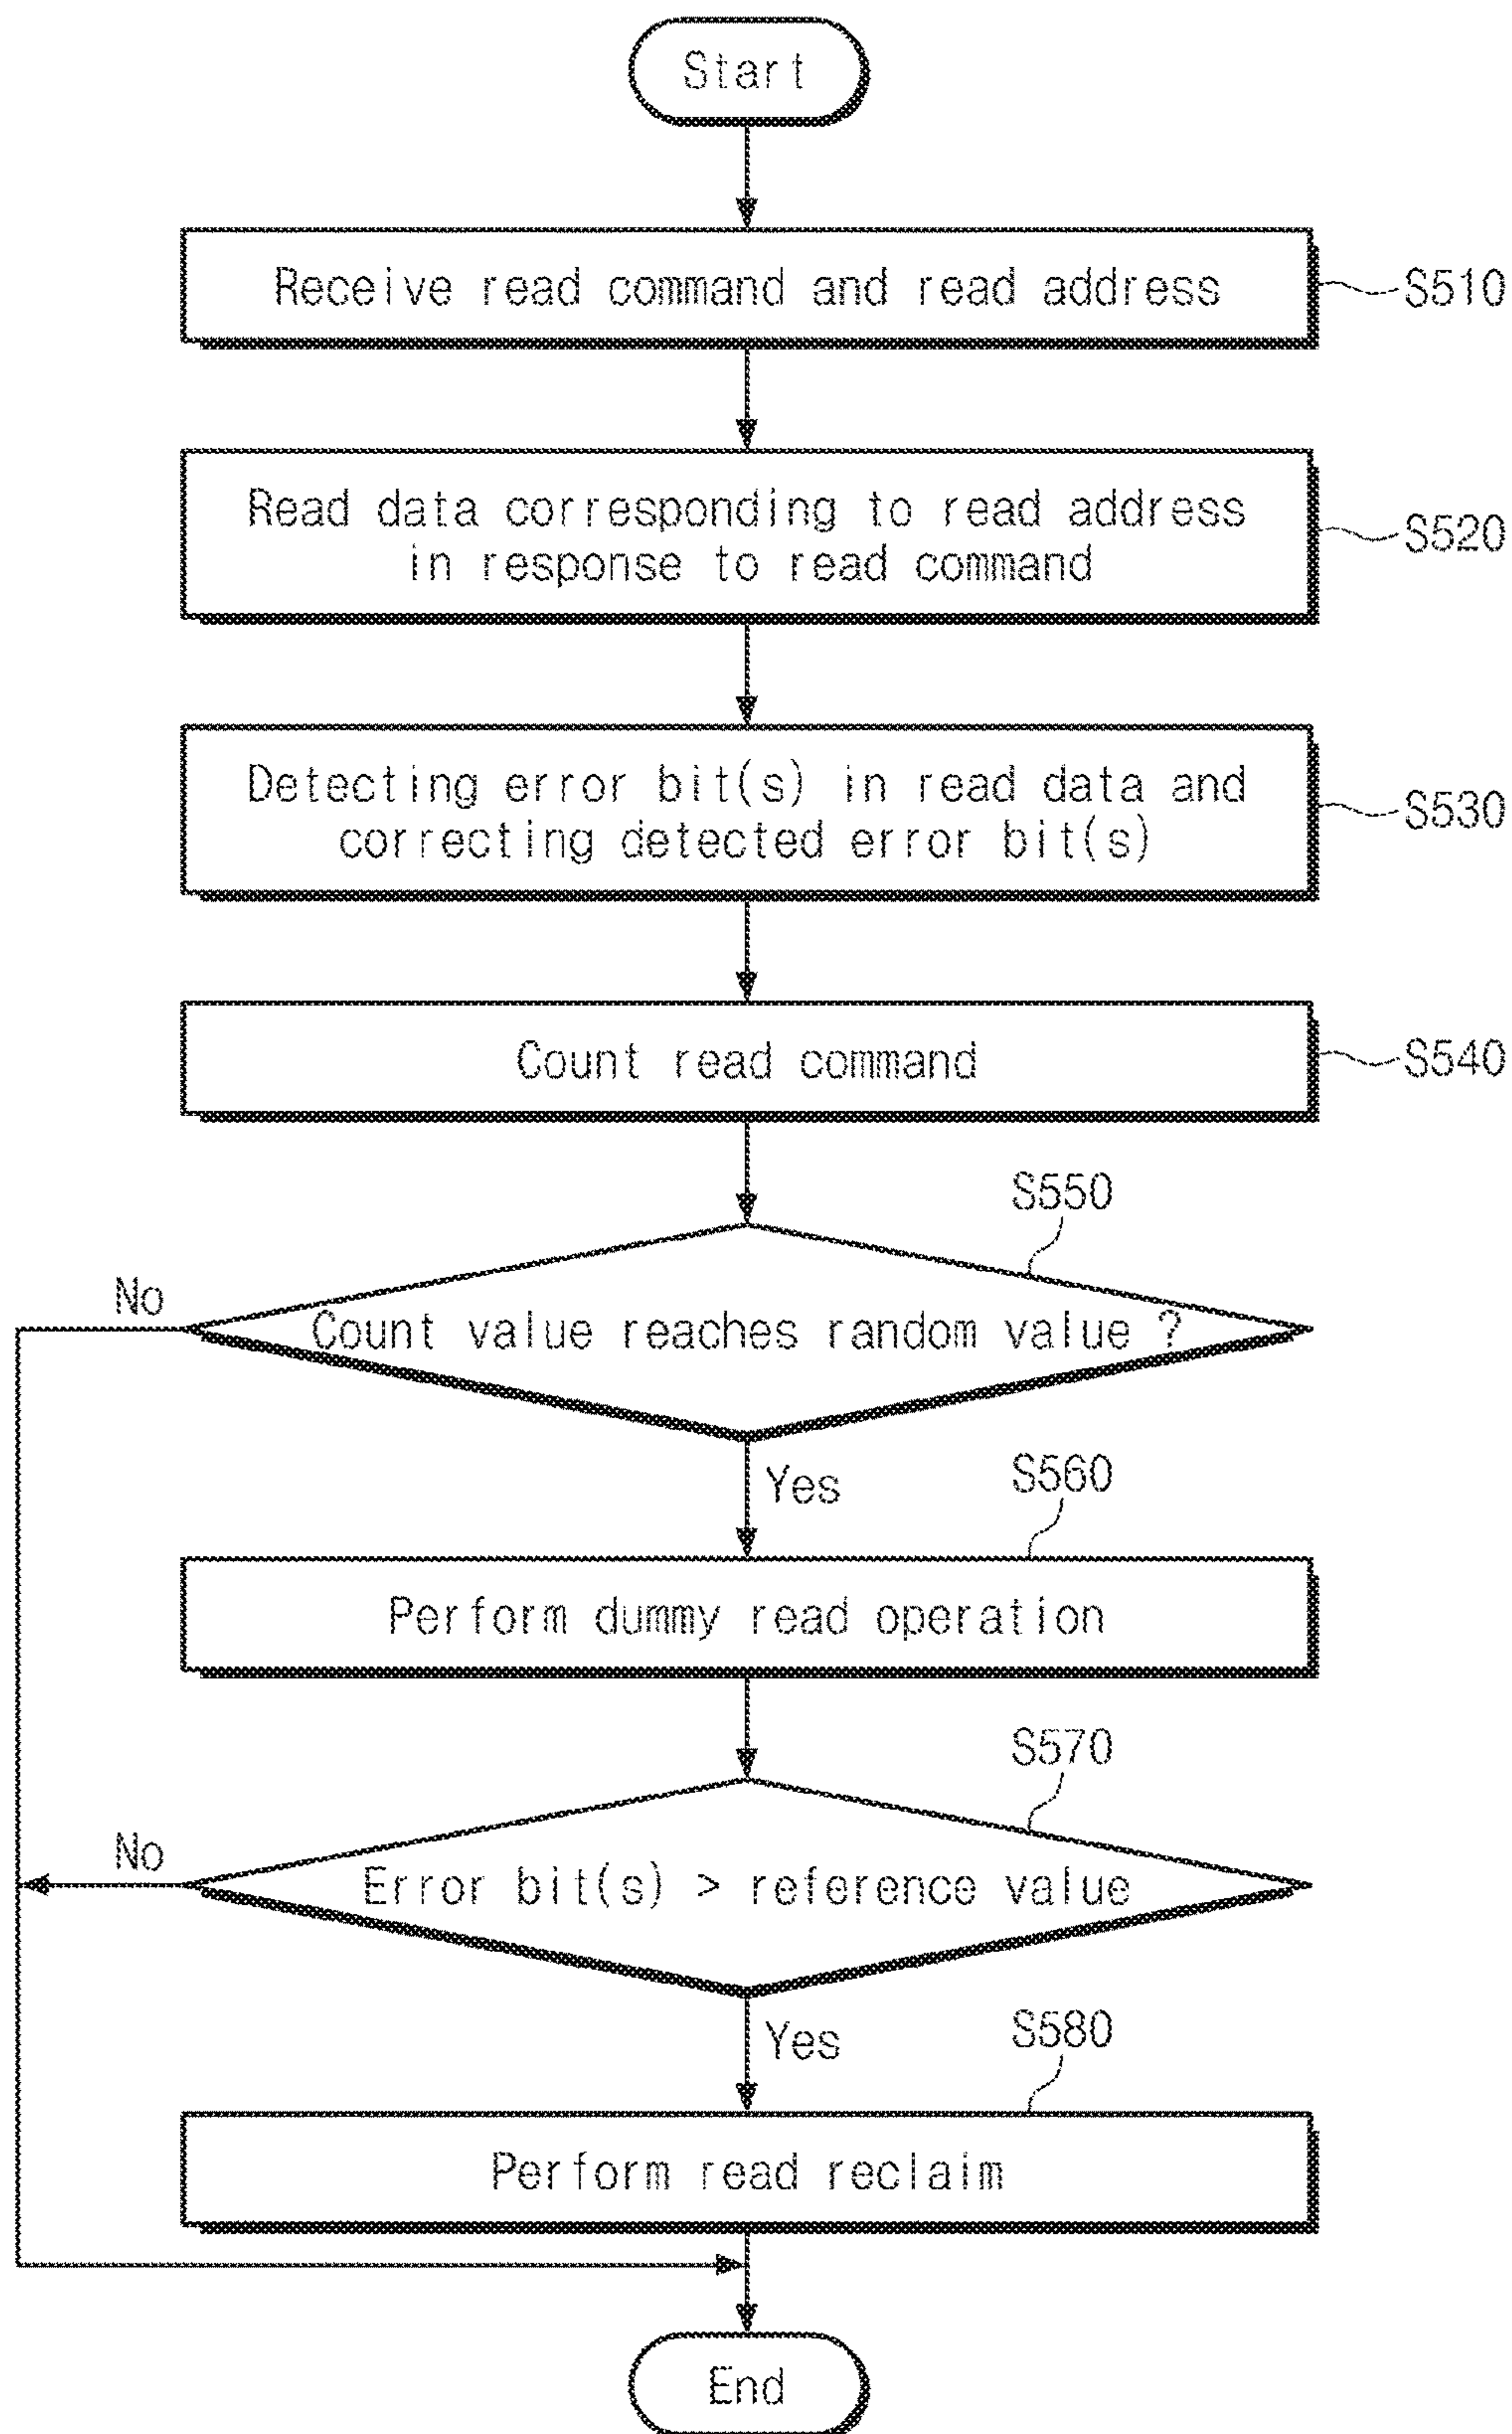 Start
Receive read command and read address
S510
Read data corresponding to read address
in response to read command
S520
Detecting error bit(s) in read data and
correcting detected error bit(s)
S530
Count read command
S540
S550
No
Count value reaches random value ?
Yes
S560
Perform dummy read operation
S570
No
Error bit(s) > reference value
Yes
S580
Perform read reclaim
End